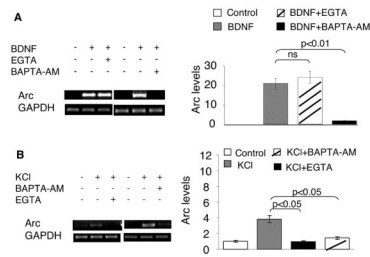 A
BDNF - + + - + +
EGTA - - + - - -
BAPTA-AM - - - - - +
Arc
GAPDH
Control
BDNF
BDNF+EGTA
BDNF+BAPTA-AM
p<0.01
ns
Arc levels
30
20
10
0
B
KCl - + + - + +
BAPTA-AM - - - - - +
EGTA - - + - - -
Arc
GAPDH
Control
KCl
KCl+BAPTA-AM
KCl+EGTA
p<0.05
p<0.05
Arc levels
12
10
8
6
4
2
0